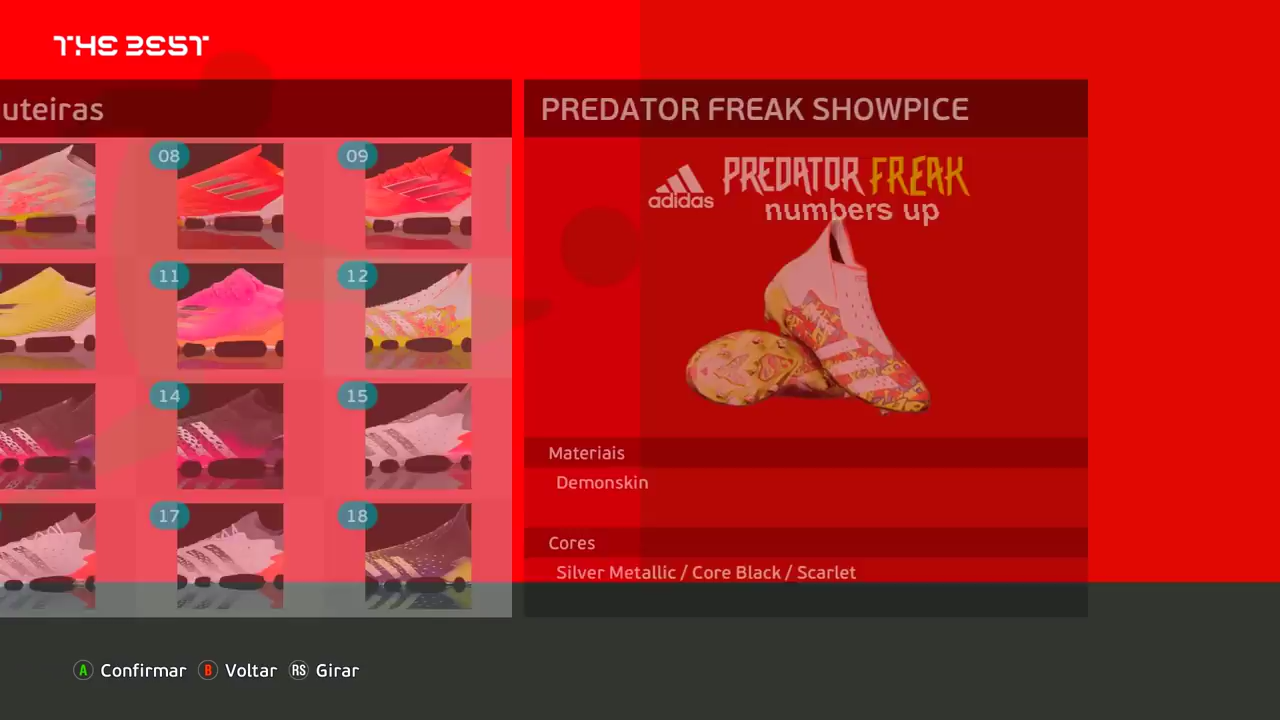 THE BEST
uteiras
08
09
11
12
14
15
17
18
PREDATOR FREAK SHOWPICE
adidas
PREDATOR FREAK
numbers up
Materiais
Demonskin
Cores
Silver Metallic / Core Black / Scarlet
A Confirmar B Voltar RS Girar